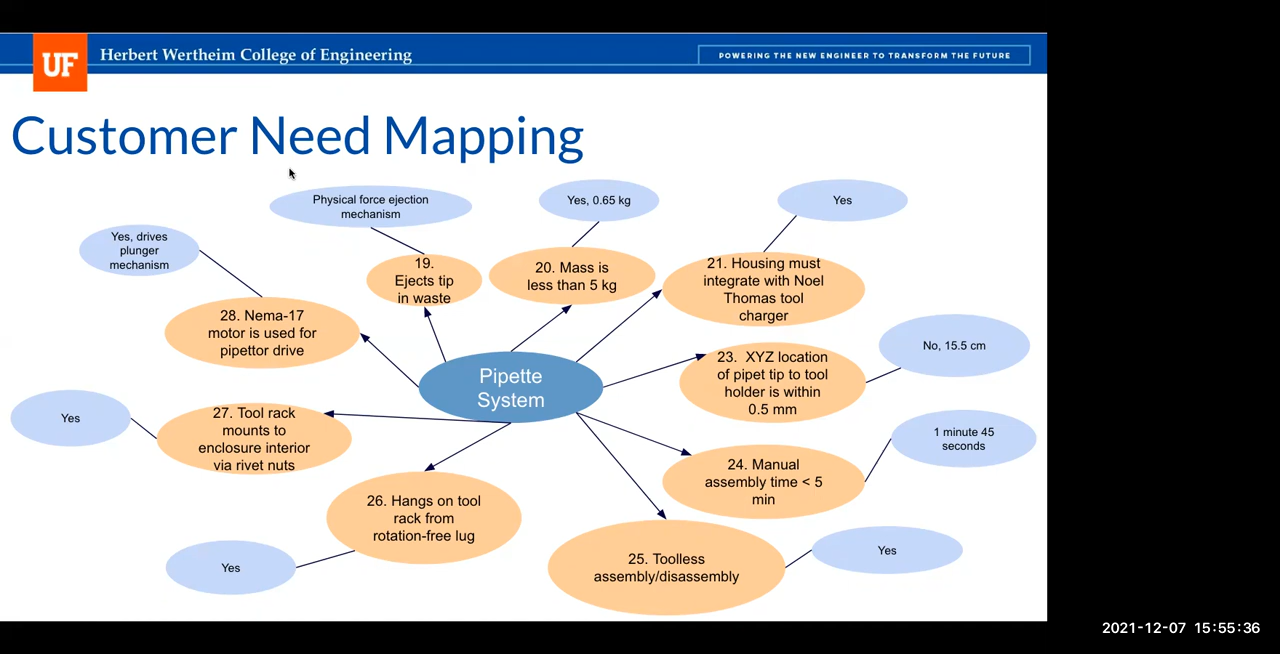 UF
Herbert Wertheim College of Engineering
POWERING THE NEW ENGINEER TO TRANSFORM THE FUTURE
Customer Need Mapping
Physical force ejection
mechanism
Yes, 0.65 kg
Yes
Yes, drives
plunger
mechanism
19.
Ejects tip
in waste
20. Mass is
less than 5 kg
21. Housing must
integrate with Noel
Thomas tool
charger
28. Nema-17
motor is used for
pipettor drive
No, 15.5 cm
23.  XYZ location
of pipet tip to tool
holder is within
0.5 mm
Pipette
System
Yes
27. Tool rack
mounts to
enclosure interior
via rivet nuts
1 minute 45
seconds
24. Manual
assembly time < 5
min
26. Hangs on tool
rack from
rotation-free lug
Yes
25. Toolless
assembly/disassembly
Yes
2021-12-07 15:55:36